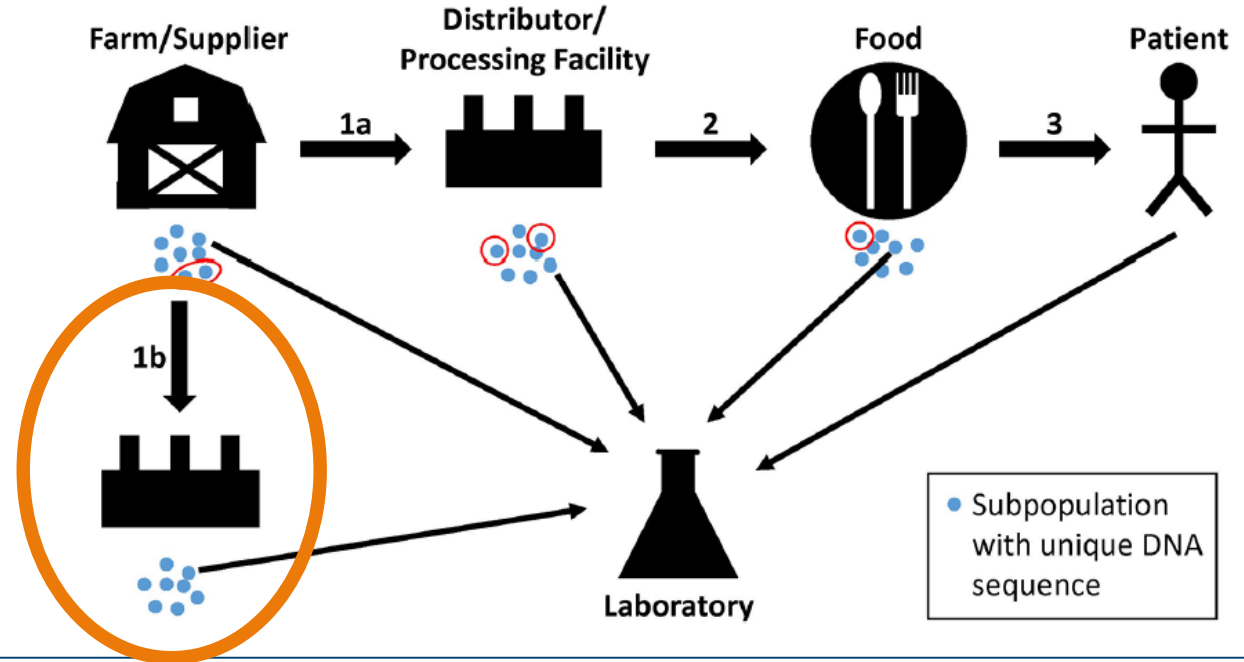 Farm/Supplier
Distributor/
Processing Facility
Food
Patient
1a
2
3
1b
Laboratory
Subpopulation
with unique DNA
sequence